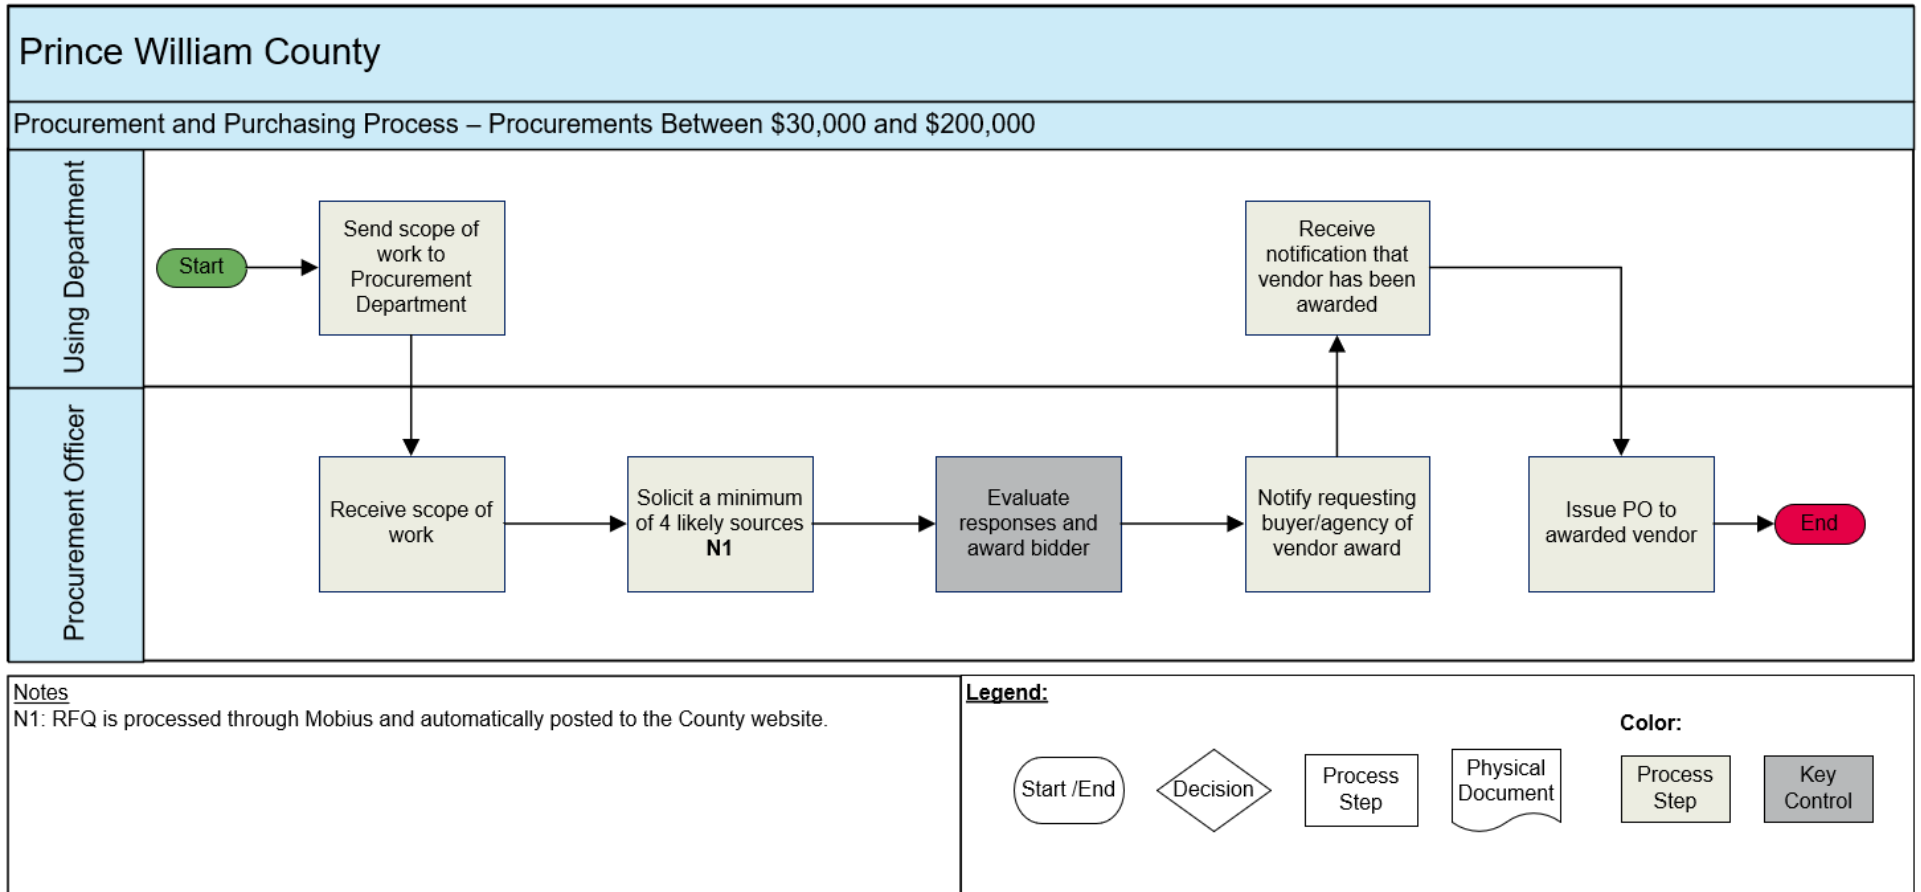 Prince William County
Procurement and Purchasing Process – Procurements Between $30,000 and $200,000
Using Department
Start
Send scope of
work to
Procurement
Department
Receive
notification that
vendor has been
awarded
Procurement Officer
Receive scope of
work
Solicit a minimum
of 4 likely sources
N1
Evaluate
responses and
award bidder
Notify requesting
buyer/agency of
vendor award
Issue PO to
awarded vendor
End
Notes
N1: RFQ is processed through Mobius and automatically posted to the County website.
Legend:
Start /End
Decision
Process
Step
Physical
Document
Color:
Process
Step
Key
Control